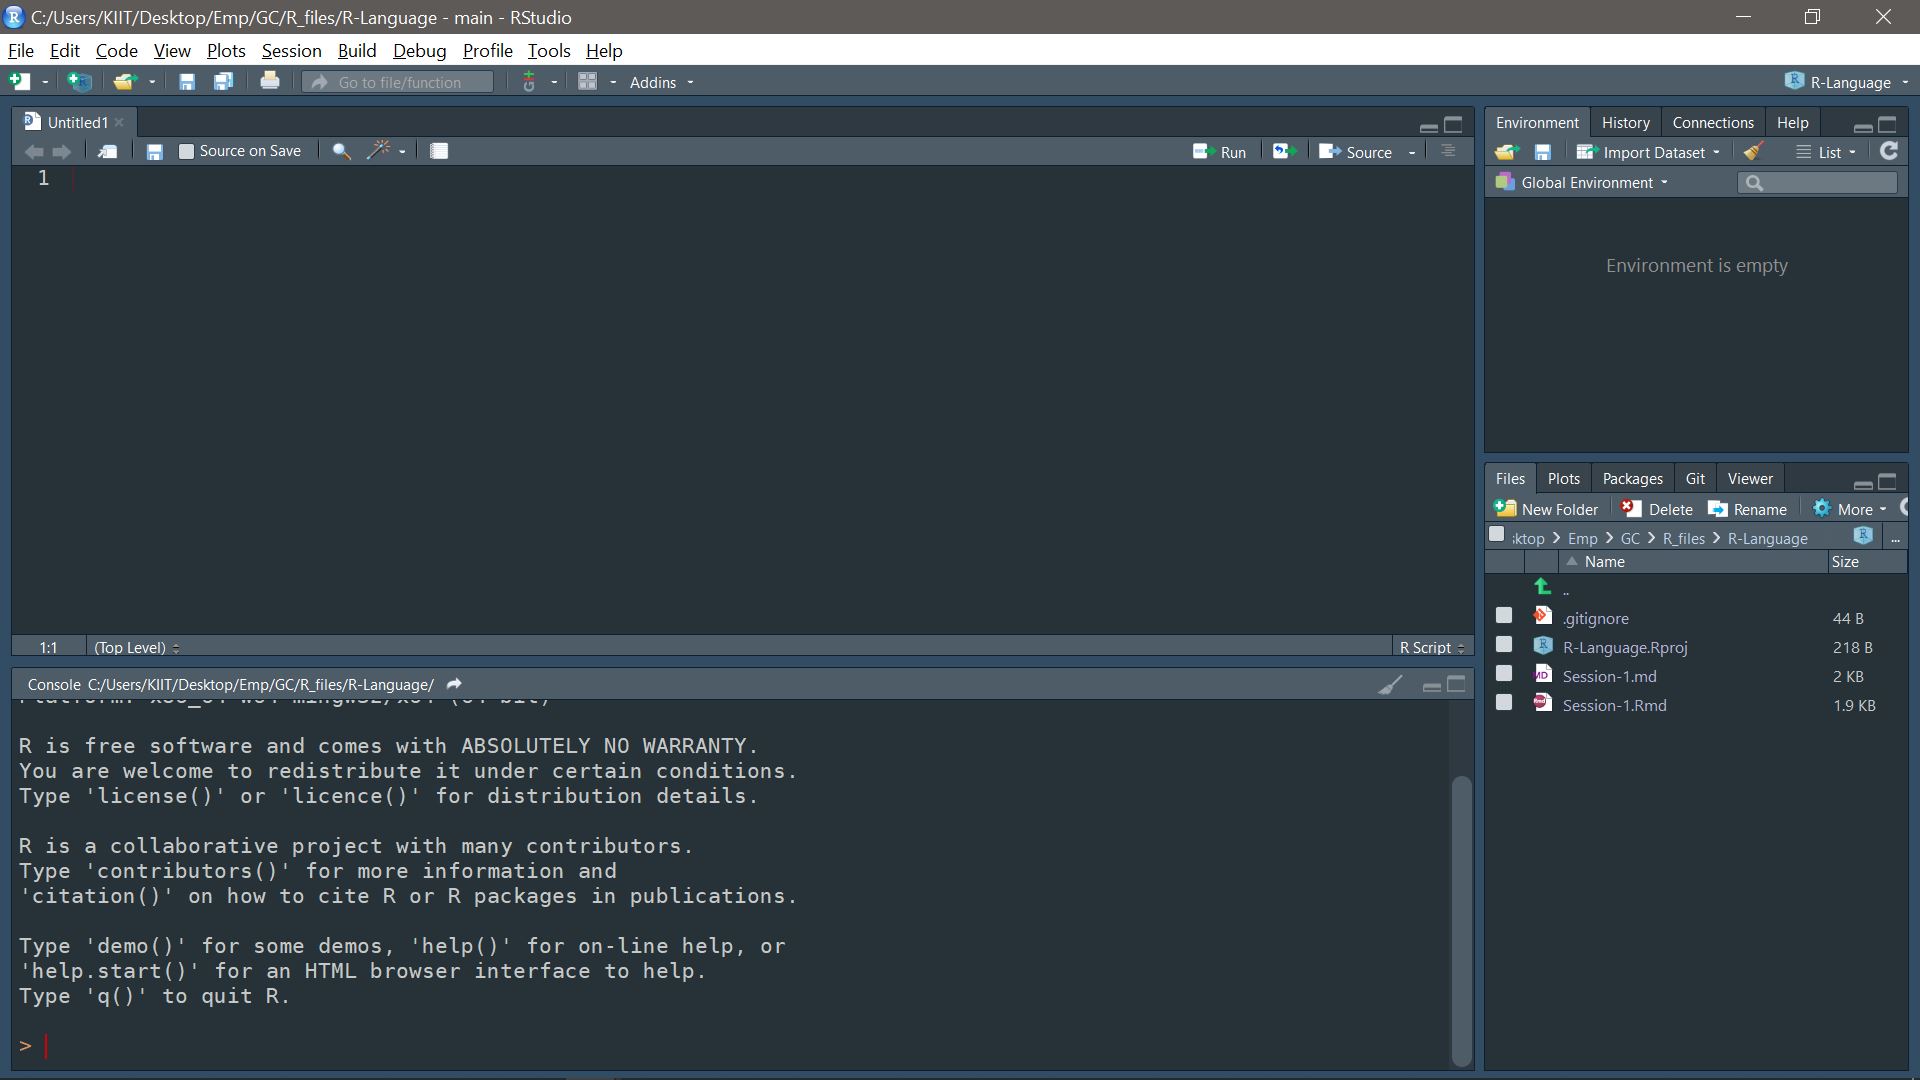 C:/Users/KIIT/Desktop/Emp/GC/R_files/R-Language - main - RStudio
File Edit Code View Plots Session Build Debug Profile Tools Help
Go to file/function Addins R-Language
Untitled1
Source on Save Run Source
1
1:1 (Top Level) R Script
Console C:/Users/KIIT/Desktop/Emp/GC/R_files/R-Language/
R is free software and comes with ABSOLUTELY NO WARRANTY.
You are welcome to redistribute it under certain conditions.
Type 'license()' or 'licence()' for distribution details.
R is a collaborative project with many contributors.
Type 'contributors()' for more information and
'citation()' on how to cite R or R packages in publications.
Type 'demo()' for some demos, 'help()' for on-line help, or
'help.start()' for an HTML browser interface to help.
Type 'q()' to quit R.
>
Environment History Connections Help
Import Dataset List
Global Environment
Environment is empty
Files Plots Packages Git Viewer
New Folder Delete Rename More
ktop > Emp > GC > R_files > R-Language ...
Name Size
..
.gitignore 44 B
R-Language.Rproj 218 B
Session-1.md 2 KB
Session-1.Rmd 1.9 KB